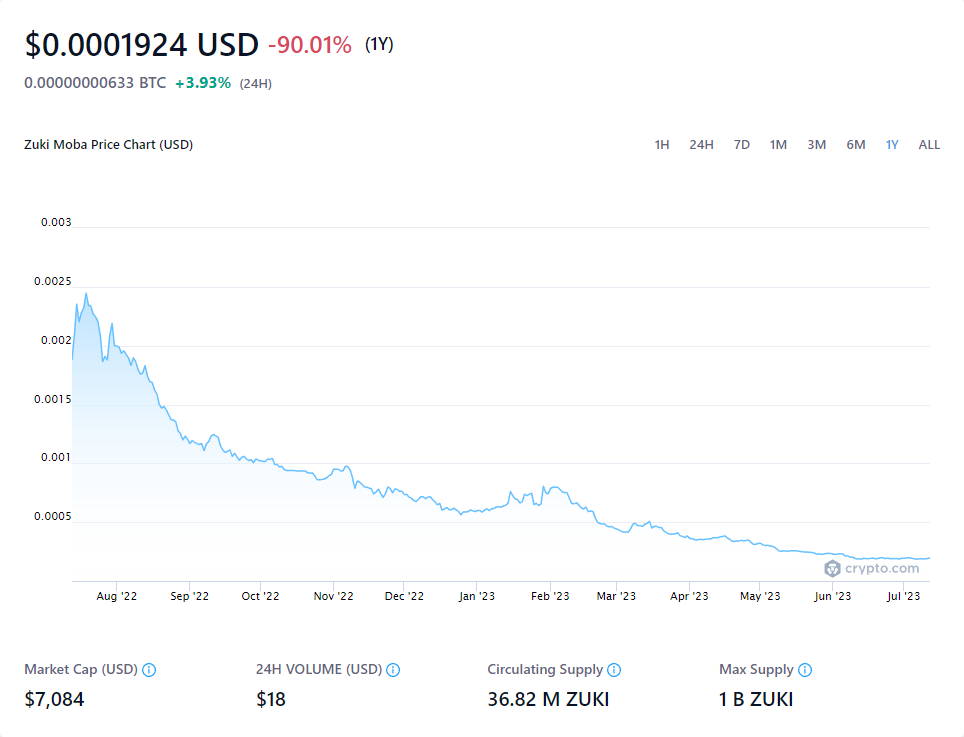 $0.0001924 USD -90.01% (1Y)
0.00000000633 BTC +3.93% (24H)
Zuki Moba Price Chart (USD) 1H 24H 7D 1M 3M 6M 1Y ALL
0.003
0.0025
0.002
0.0015
0.001
0.0005
crypto.com
Aug '22 Sep '22 Oct '22 Nov '22 Dec '22 Jan '23 Feb '23 Mar '23 Apr '23 May '23 Jun '23 Jul '23
Market Cap (USD) 24H VOLUME (USD) Circulating Supply Max Supply
$7,084 $18 36.82 M ZUKI 1 B ZUKI